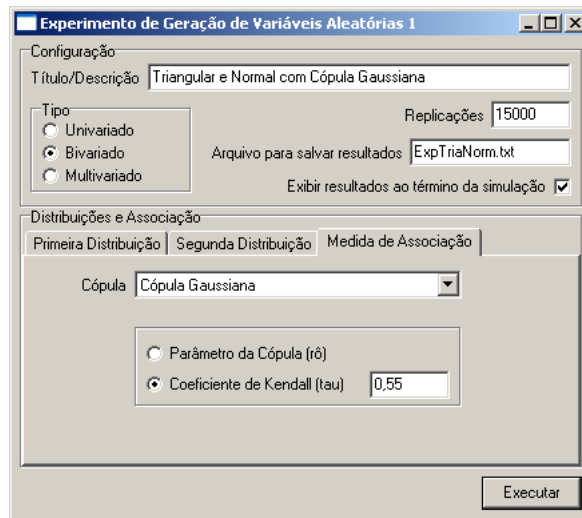 Experimento de Geração de Variáveis Aleatórias 1
Configuração
Título/Descrição Triangular e Normal com Cópula Gaussiana
Tipo
Univariado
Bivariado
Multivariado
Replicações 15000
Arquivo para salvar resultados ExpTriaNorm.txt
Exibir resultados ao término da simulação
Distribuições e Associação
Primeira Distribuição Segunda Distribuição Medida de Associação
Cópula Cópula Gaussiana
Parâmetro da Cópula (rô)
Coeficiente de Kendall (tau) 0,55
Executar